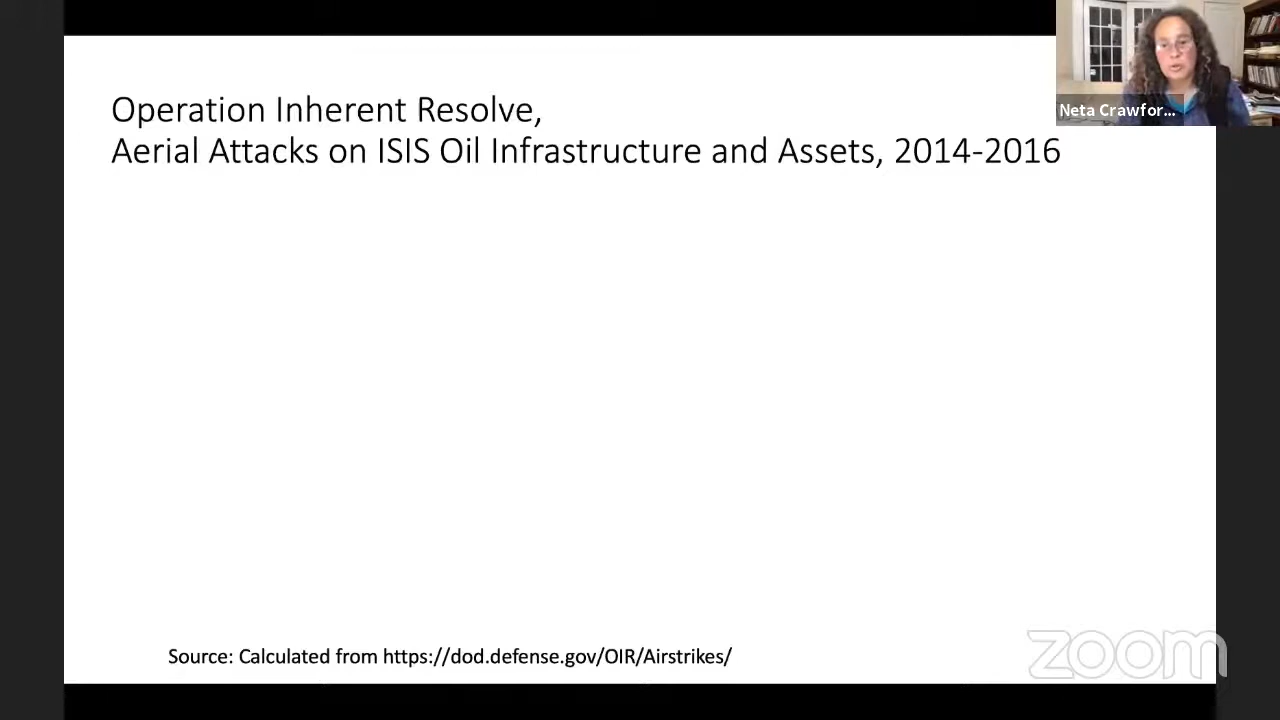 Operation Inherent Resolve,
Aerial Attacks on ISIS Oil Infrastructure and Assets, 2014-2016
Neta Crawfor...
Source: Calculated from https://dod.defense.gov/OIR/Airstrikes/
zoom